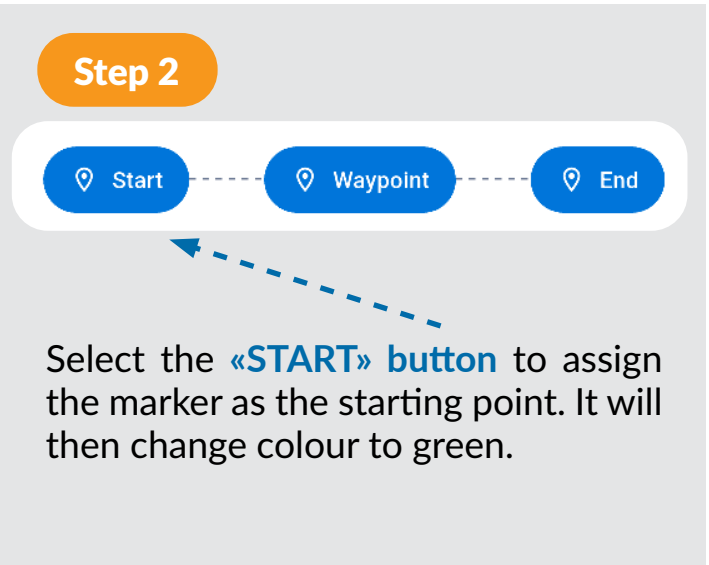 Step 2
Start Waypoint End
Select the «START» button to assign
the marker as the starting point. It will
then change colour to green.